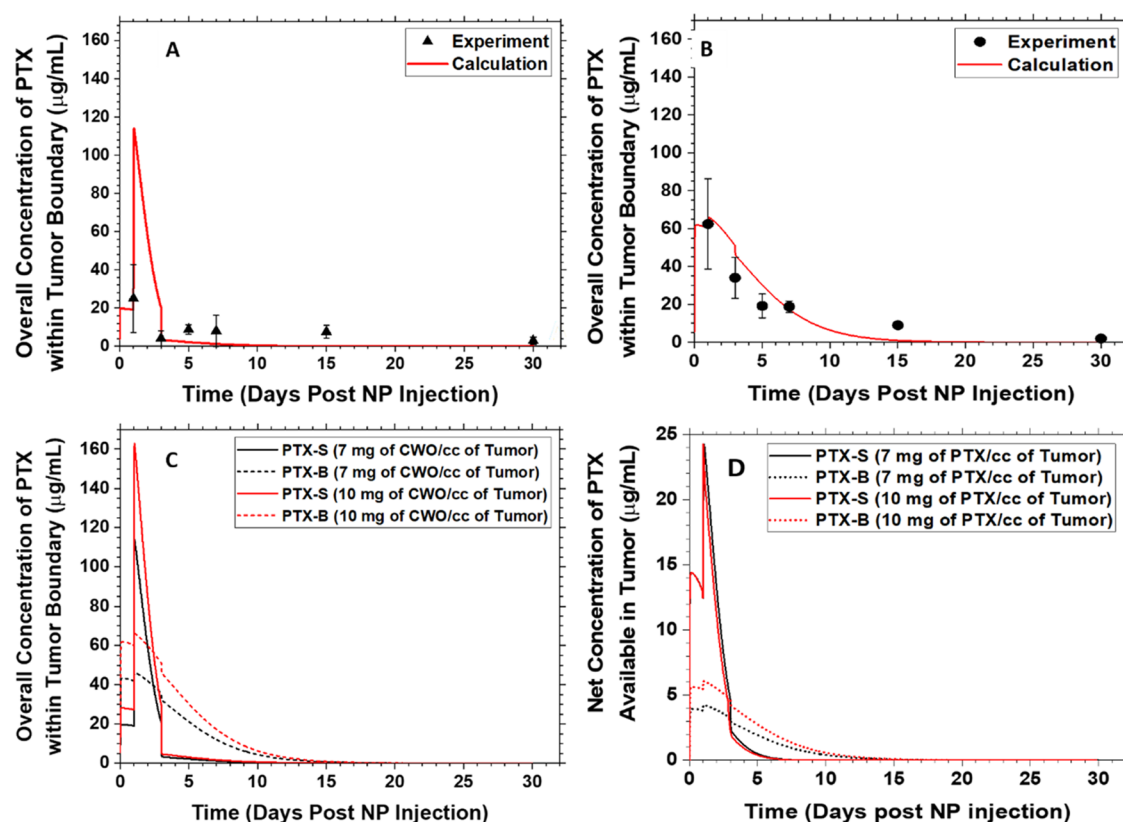 A
Experiment
Calculation
Overall Concentration of PTX
within Tumor Boundary (μg/mL)
160
140
120
100
80
60
40
20
0
0 5 10 15 20 25 30
Time (Days Post NP Injection)
B
Experiment
Calculation
Overall Concentration of PTX
within Tumor Boundary (μg/mL)
160
140
120
100
80
60
40
20
0
0 5 10 15 20 25 30
Time (Days Post NP Injection)
C
PTX-S (7 mg of CWO/cc of Tumor)
PTX-B (7 mg of CWO/cc of Tumor)
PTX-S (10 mg of CWO/cc of Tumor)
PTX-B (10 mg of CWO/cc of Tumor)
Overall Concentration of PTX
within Tumor Boundary (μg/mL)
160
140
120
100
80
60
40
20
0
0 5 10 15 20 25 30
Time (Days Post NP Injection)
D
PTX-S (7 mg of PTX/cc of Tumor)
PTX-B (7 mg of PTX/cc of Tumor)
PTX-S (10 mg of PTX/cc of Tumor)
PTX-B (10 mg of PTX/cc of Tumor)
Net Concentration of PTX
Available in Tumor (μg/mL)
25
20
15
10
5
0
0 5 10 15 20 25 30
Time (Days post NP injection)